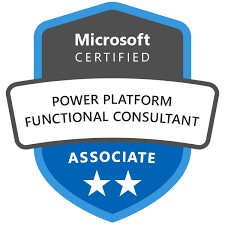 Microsoft
CERTIFIED
POWER PLATFORM
FUNCTIONAL CONSULTANT
ASSOCIATE